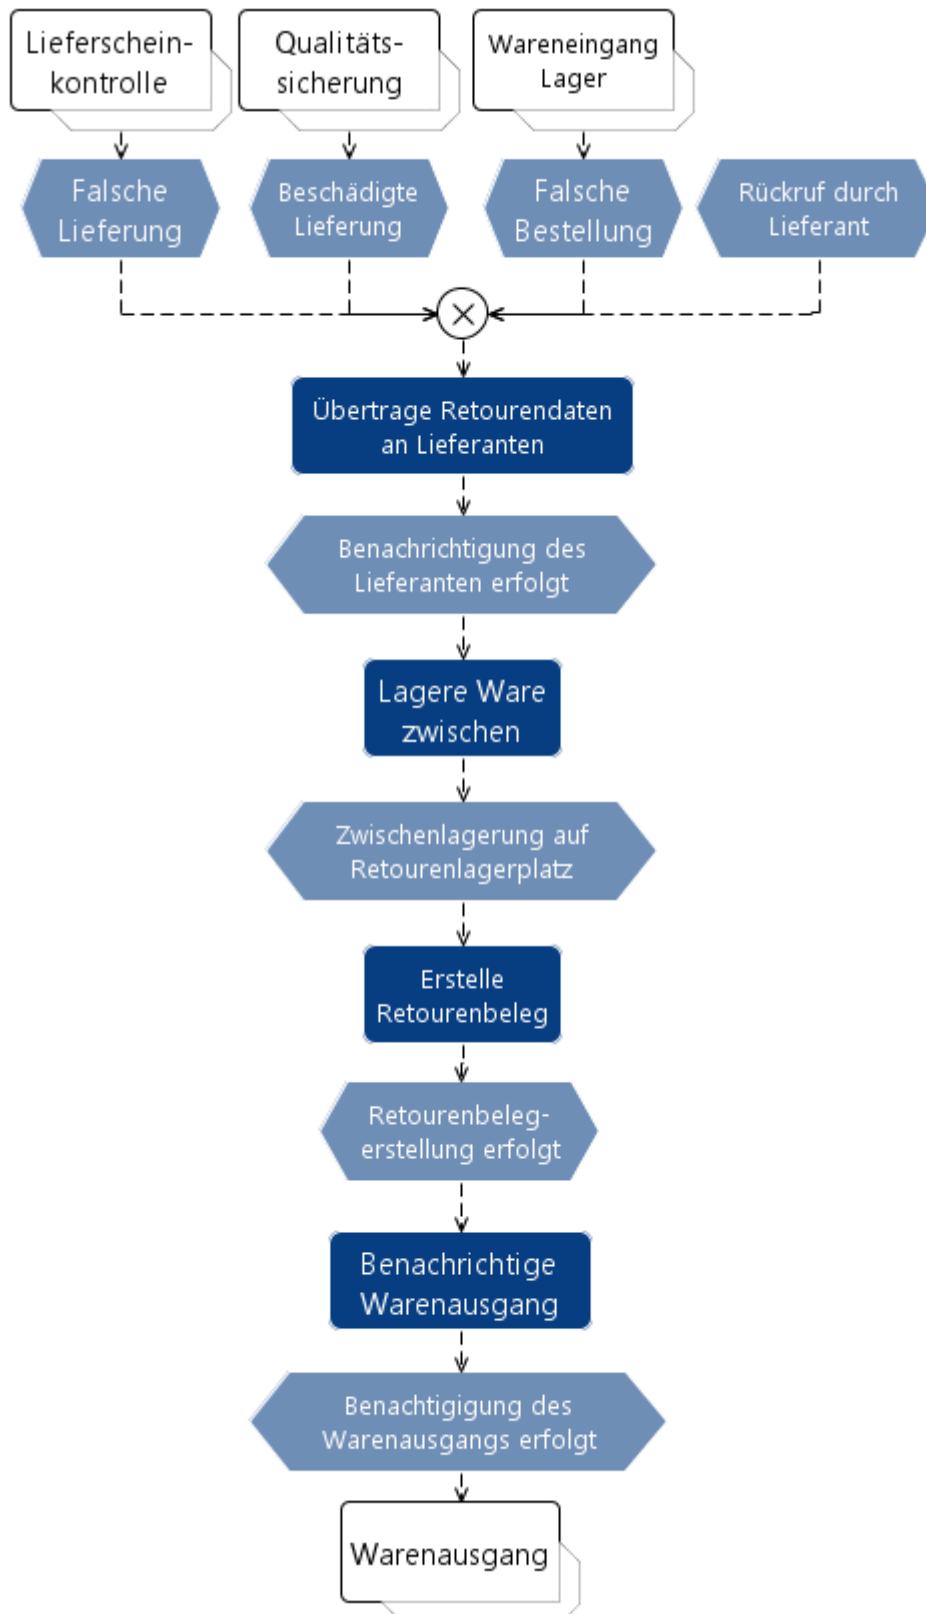 Lieferschein-
kontrolle
Qualitäts-
sicherung
Wareneingang
Lager
Falsche
Lieferung
Beschädigte
Lieferung
Falsche
Bestellung
Rückruf durch
Lieferant
Übertrage Retourendaten
an Lieferanten
Benachrichtigung des
Lieferanten erfolgt
Lagere Ware
zwischen
Zwischenlagerung auf
Retourenlagerplatz
Erstelle
Retourenbeleg
Retourenbeleg-
erstellung erfolgt
Benachrichtige
Warenausgang
Benachtigigung des
Warenausgangs erfolgt
Warenausgang